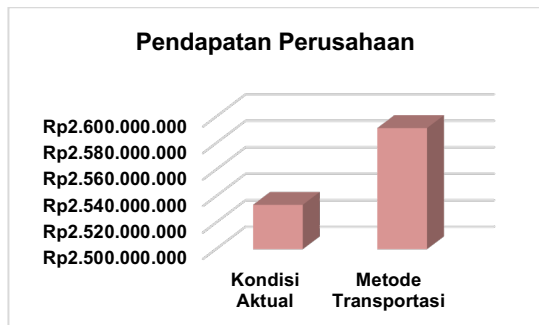 Pendapatan Perusahaan
Rp2.600.000.000
Rp2.580.000.000
Rp2.560.000.000
Rp2.540.000.000
Rp2.520.000.000
Rp2.500.000.000
Kondisi
Aktual
Metode
Transportasi